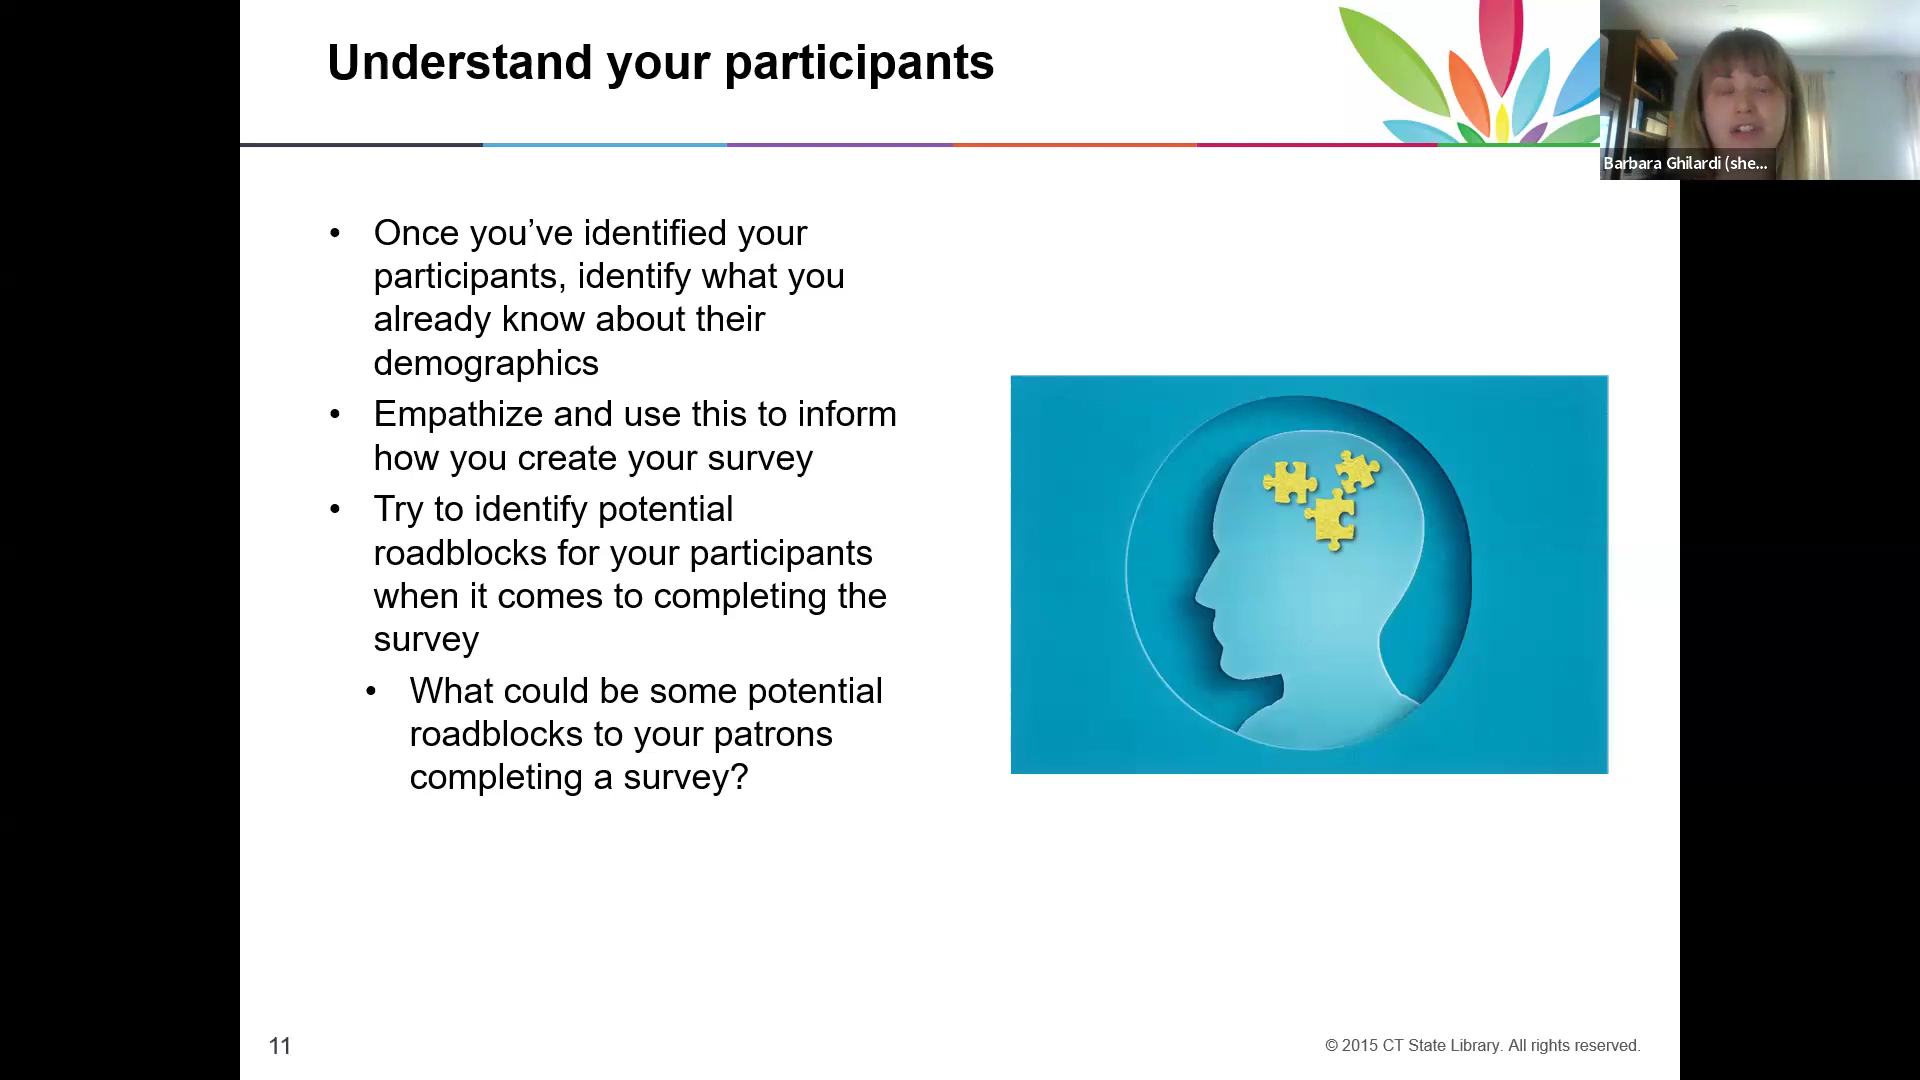 Understand your participants
Barbara Ghilardi (she...
• Once you’ve identified your
participants, identify what you
already know about their
demographics
• Empathize and use this to inform
how you create your survey
• Try to identify potential
roadblocks for your participants
when it comes to completing the
survey
• What could be some potential
roadblocks to your patrons
completing a survey?
11
© 2015 CT State Library. All rights reserved.